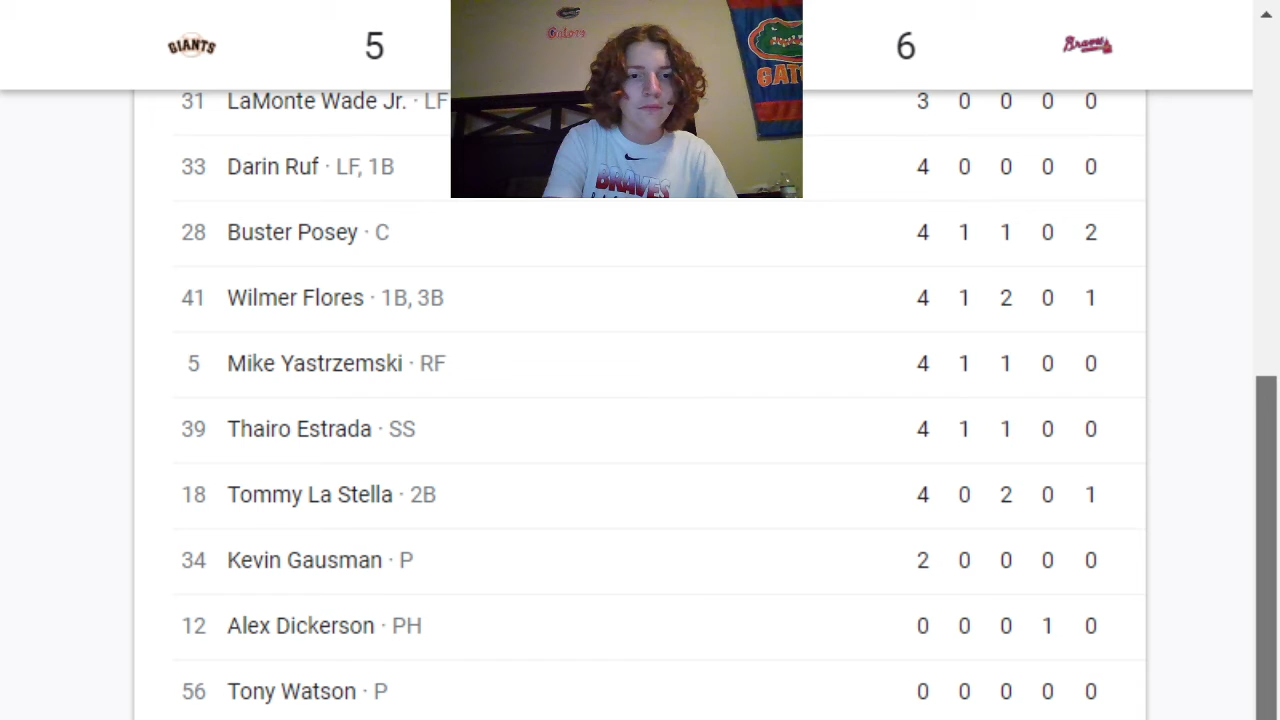 GIANTS 5 6 Braves
Gators
GAT
BRAVES
31 LaMonte Wade Jr. · LF 3 0 0 0 0
33 Darin Ruf · LF, 1B 4 0 0 0 0
28 Buster Posey · C 4 1 1 0 2
41 Wilmer Flores · 1B, 3B 4 1 2 0 1
5 Mike Yastrzemski · RF 4 1 1 0 0
39 Thairo Estrada · SS 4 1 1 0 0
18 Tommy La Stella · 2B 4 0 2 0 1
34 Kevin Gausman · P 2 0 0 0 0
12 Alex Dickerson · PH 0 0 0 1 0
56 Tony Watson · P 0 0 0 0 0